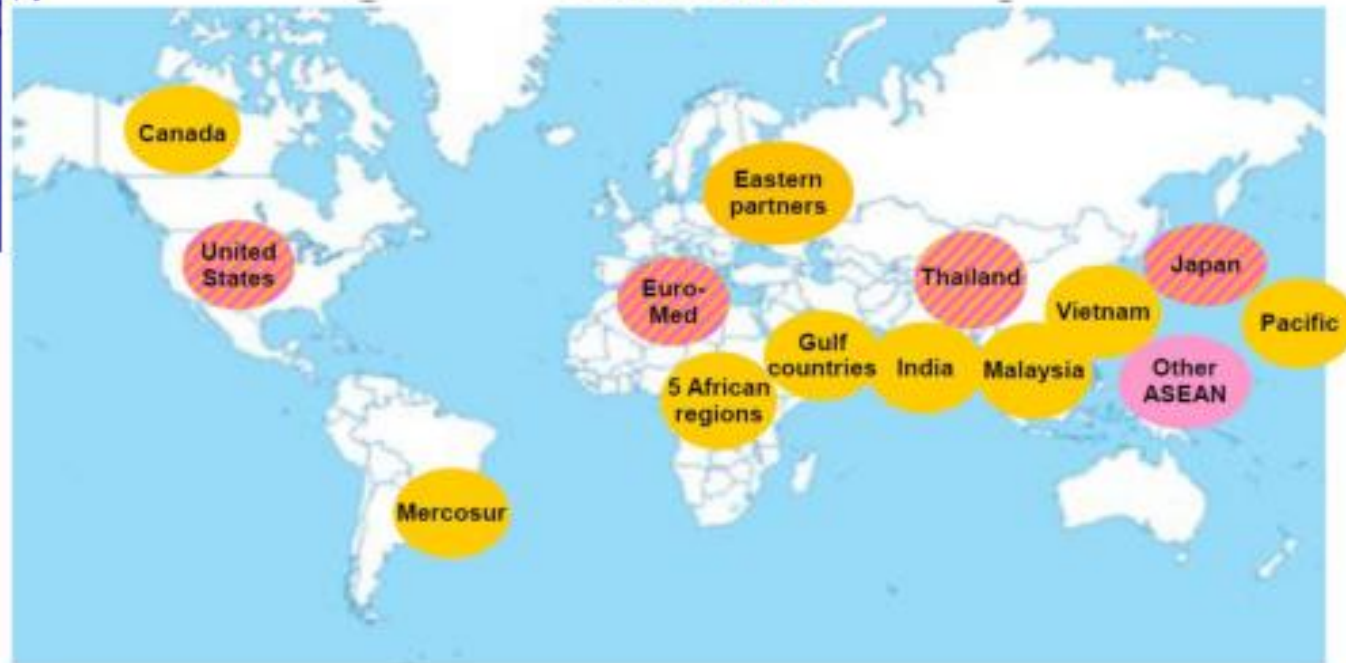 Canada
Eastern
partners
United
States
Euro-
Med
Thailand
Japan
Vietnam
Pacific
Gulf
countries
India
Malaysia
Other
ASEAN
5 African
regions
Mercosur